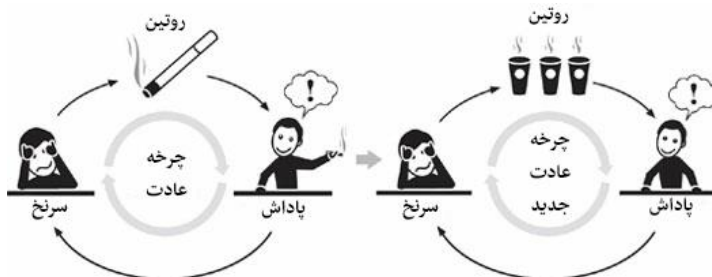 روتین
چرخه
عادت
سرنخ
پاداش
روتین
چرخه
عادت
جدید
سرنخ
پاداش